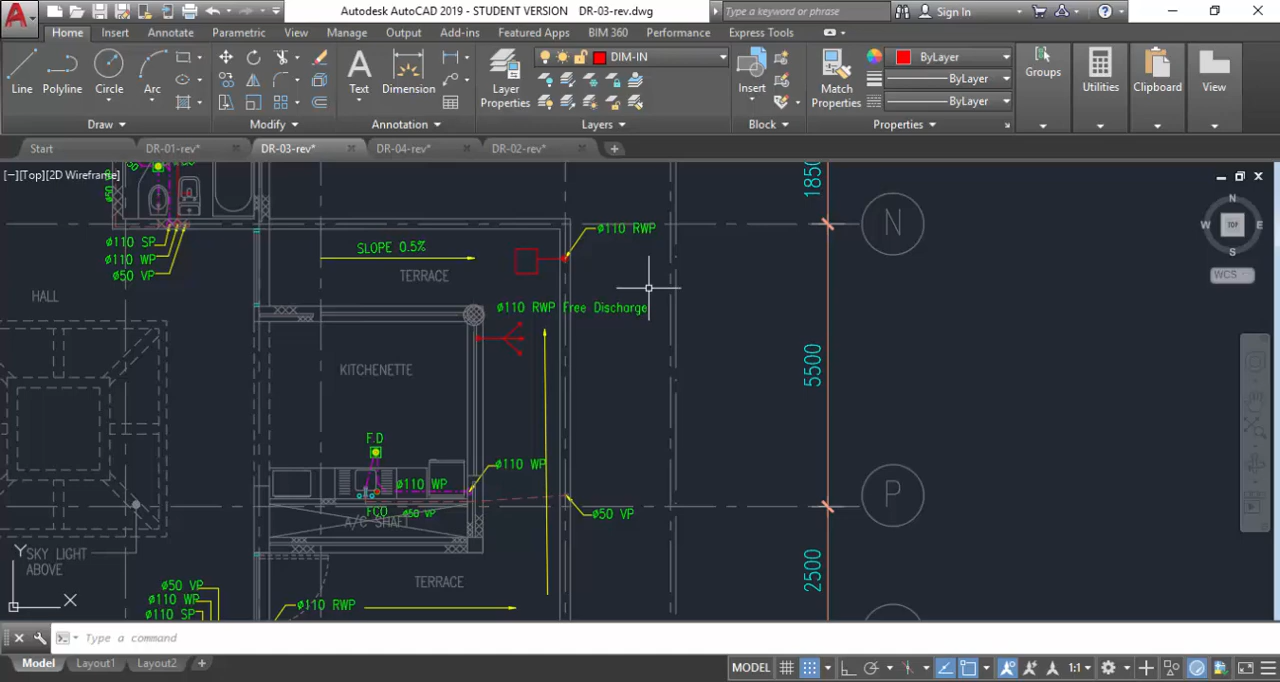 Autodesk AutoCAD 2019 - STUDENT VERSION DR-03-rev.dwg
Type a keyword or phrase
Sign In
Home Insert Annotate Parametric View Manage Output Add-ins Featured Apps BIM 360 Performance Express Tools
Line
Polyline
Circle
Arc
Text
Dimension
Layer Properties
DIM-IN
Insert
Match Properties
ByLayer
ByLayer
ByLayer
Groups
Utilities
Clipboard
View
Draw
Modify
Annotation
Layers
Block
Properties
Start
DR-01-rev*
DR-03-rev*
DR-04-rev*
DR-02-rev*
[−][Top][2D Wireframe]
N
W TOP E
S
WCS
1850
N
ø110 RWP
ø50
ø110 SP
ø110 WP
ø50 VP
SLOPE 0.5%
TERRACE
HALL
ø110 RWP Free Discharge
KITCHENETTE
5500
F.D
ø110 WP
ø110 WP
FCO
ø50 VP
A/C SHAFT
ø50 VP
P
SKY LIGHT
ABOVE
TERRACE
2500
ø50 VP
ø110 WP
ø110 SP
ø110 RWP
Y
X
Type a command
Model
Layout1
Layout2
MODEL
1:1